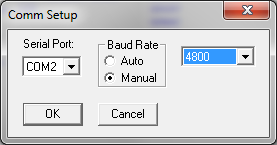 Comm Setup
Serial Port:
COM2
Baud Rate
Auto
Manual
4800
OK
Cancel